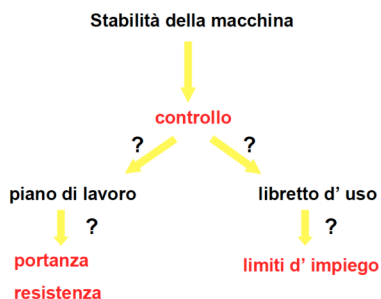 Stabilità della macchina
controllo
? ?
piano di lavoro libretto d' uso
? ?
portanza limiti d' impiego
resistenza